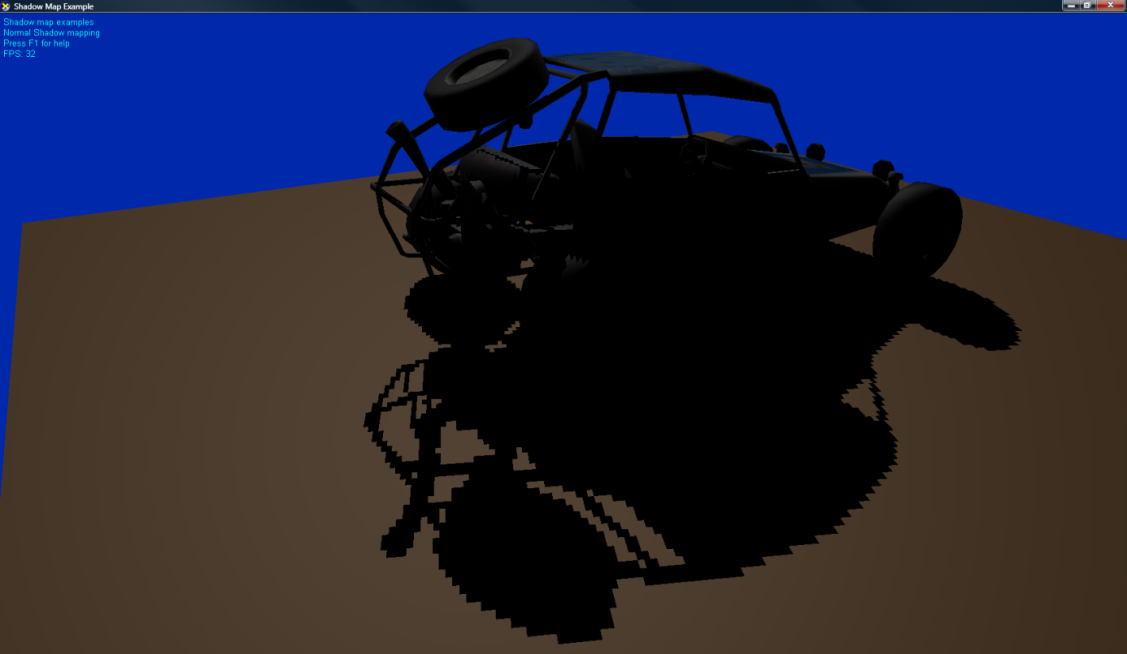 Shadow Map Example
Shadow map examples
Normal Shadow mapping
Press F1 for help
FPS: 32